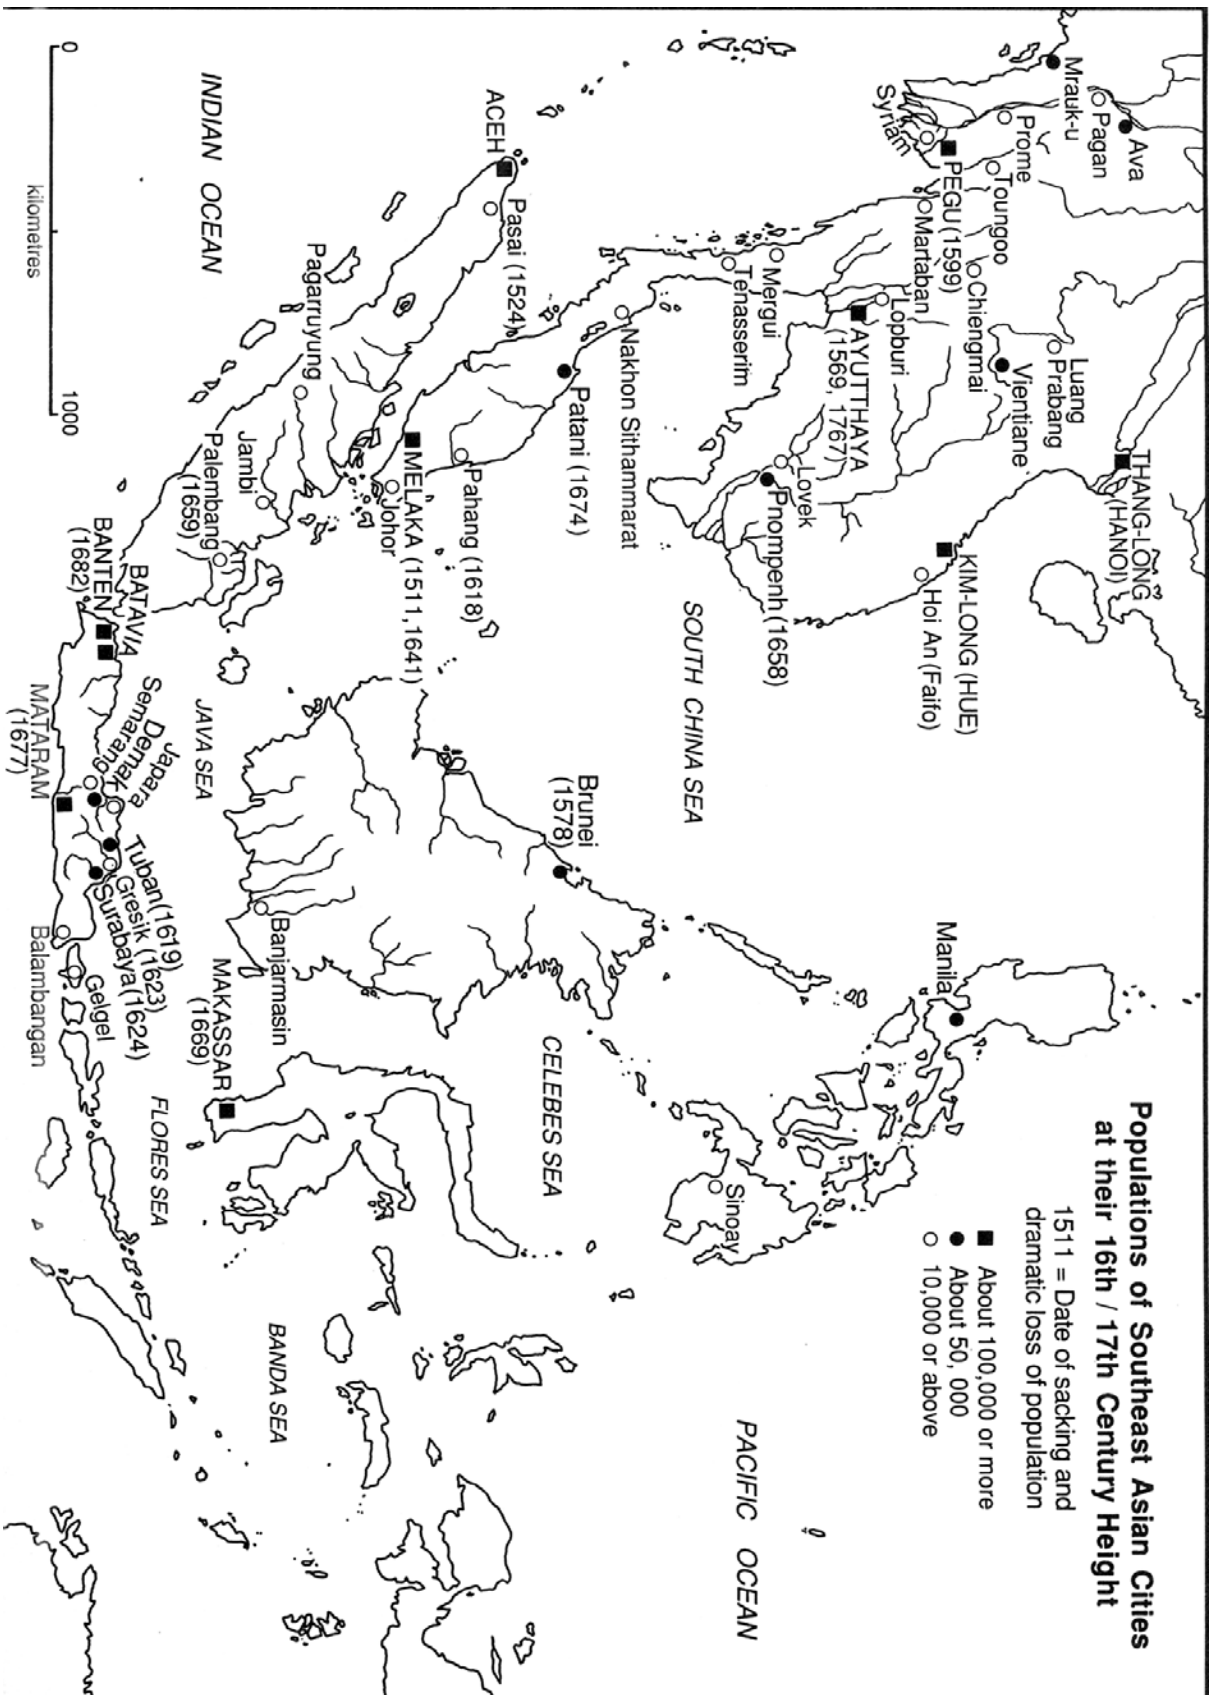 Populations of Southeast Asian Cities
at their 16th / 17th Century Height
1511 = Date of sacking and
dramatic loss of population
About 100,000 or more
About 50, 000
10,000 or above
Mrauk-u
Pagan
Ava
Prome
Syriam
Toungoo
PEGU (1599)
Martaban
Chiengmai
Luang
Prabang
Vientiane
THANG-LONG
(HANOI)
Lopburi
AYUTTHAYA
(1569, 1767)
Mergui
Tenasserim
KIM-LONG (HUE)
Hoi An (Faifo)
Lovek
Pnompenh (1658)
Nakhon Sithammarat
Patani (1674)
SOUTH CHINA SEA
Manila
PACIFIC OCEAN
Sinoay
ACEH
Pasai (1524)
Pahang (1618)
MELAKA (1511, 1641)
Johor
Brunei
(1578)
CELEBES SEA
Pagarruyung
Jambi
Palembang
(1659)
INDIAN OCEAN
JAVA SEA
Banjarmasin
MAKASSAR
(1669)
BANDA SEA
FLORES SEA
BATAVIA
BANTEN
(1682)
Japara
Demak
Semarang
Tuban (1619)
Gresik (1623)
Surabaya (1624)
Gelgel
MATARAM
(1677)
Balambangan
0
1000
kilometres